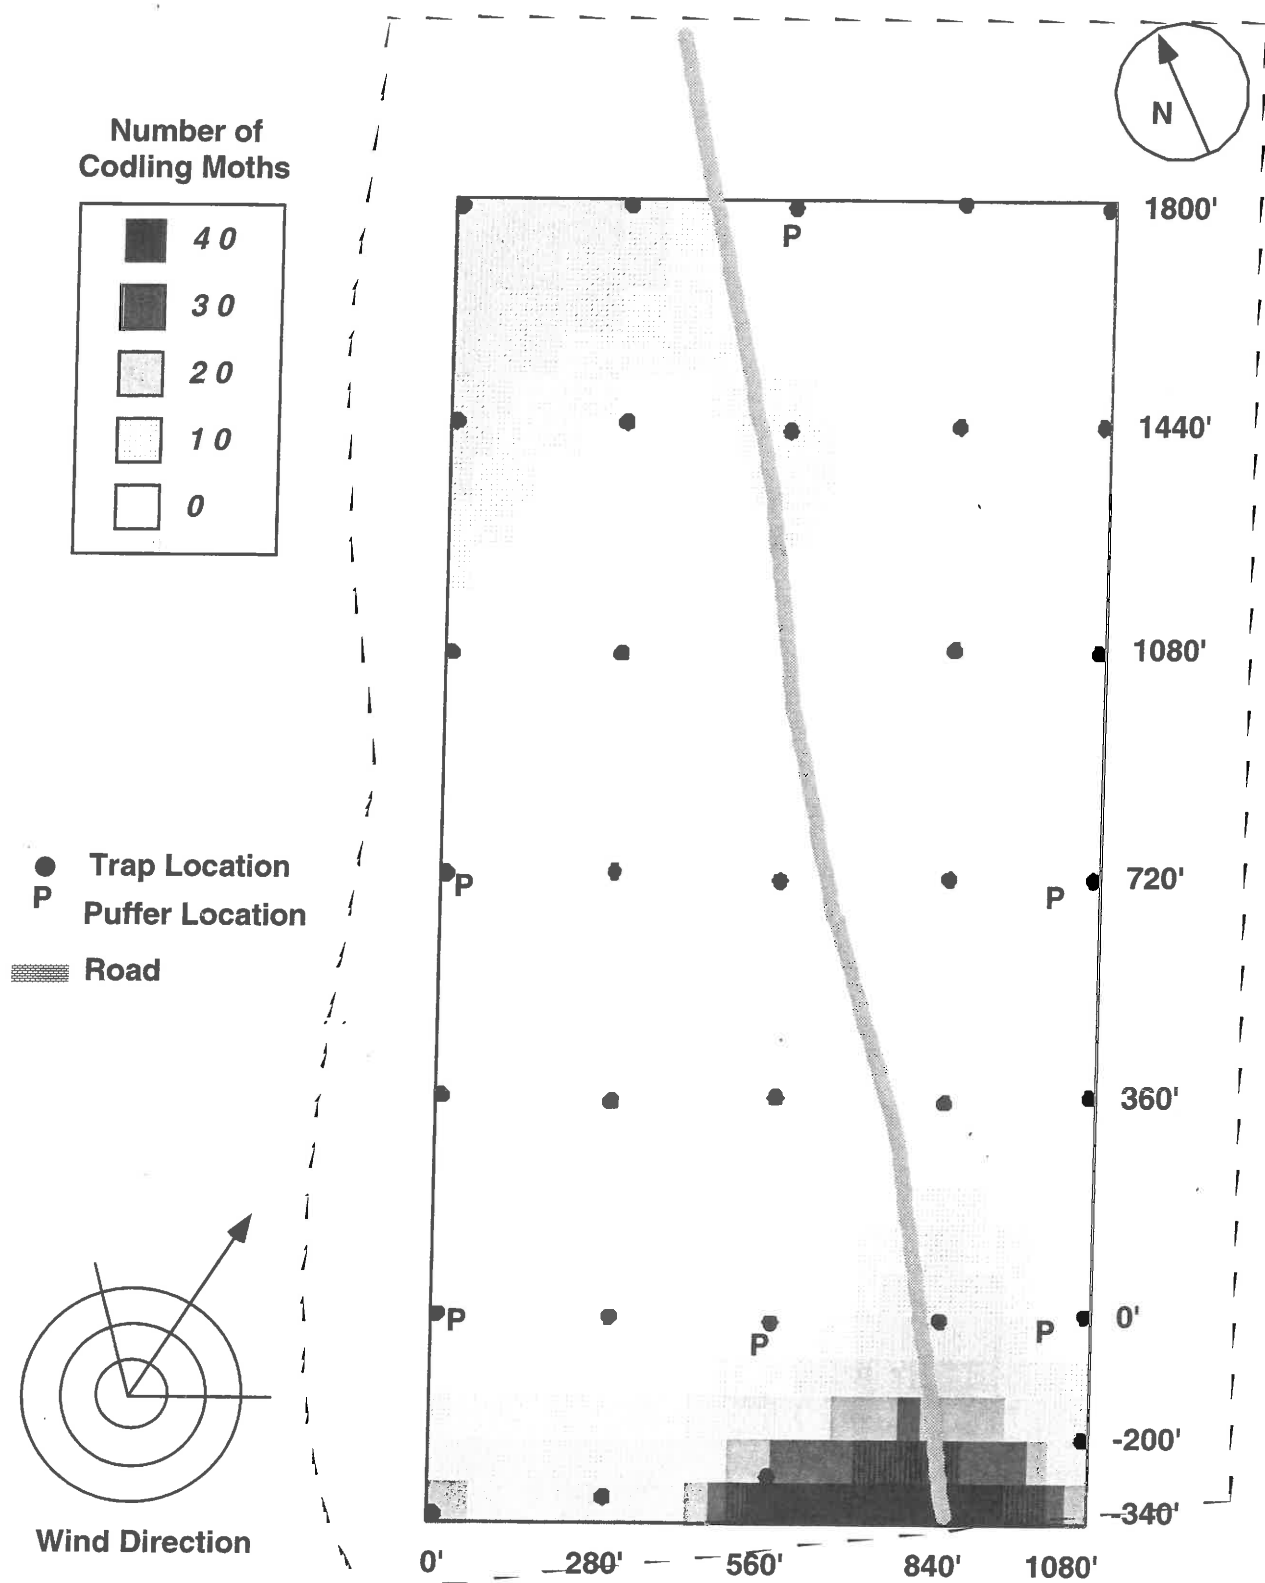 N
Number of
Codling Moths
40
30
20
10
0
1800'
P
1440'
1080'
Trap Location
P
Puffer Location
Road
P
P
720'
360'
P
P
P
0'
-200'
-340'
Wind Direction
0'
280'
560'
840'
1080'